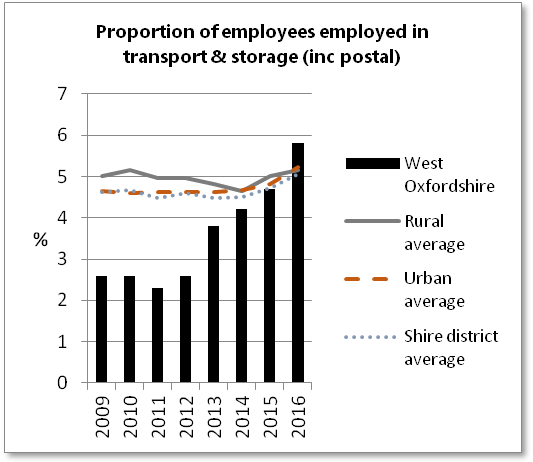 Proportion of employees employed in
transport & storage (inc postal)
7
6
5
4
3
2
1
0
%
2009
2010
2011
2012
2013
2014
2015
2016
West
Oxfordshire
Rural
average
Urban
average
Shire district
average